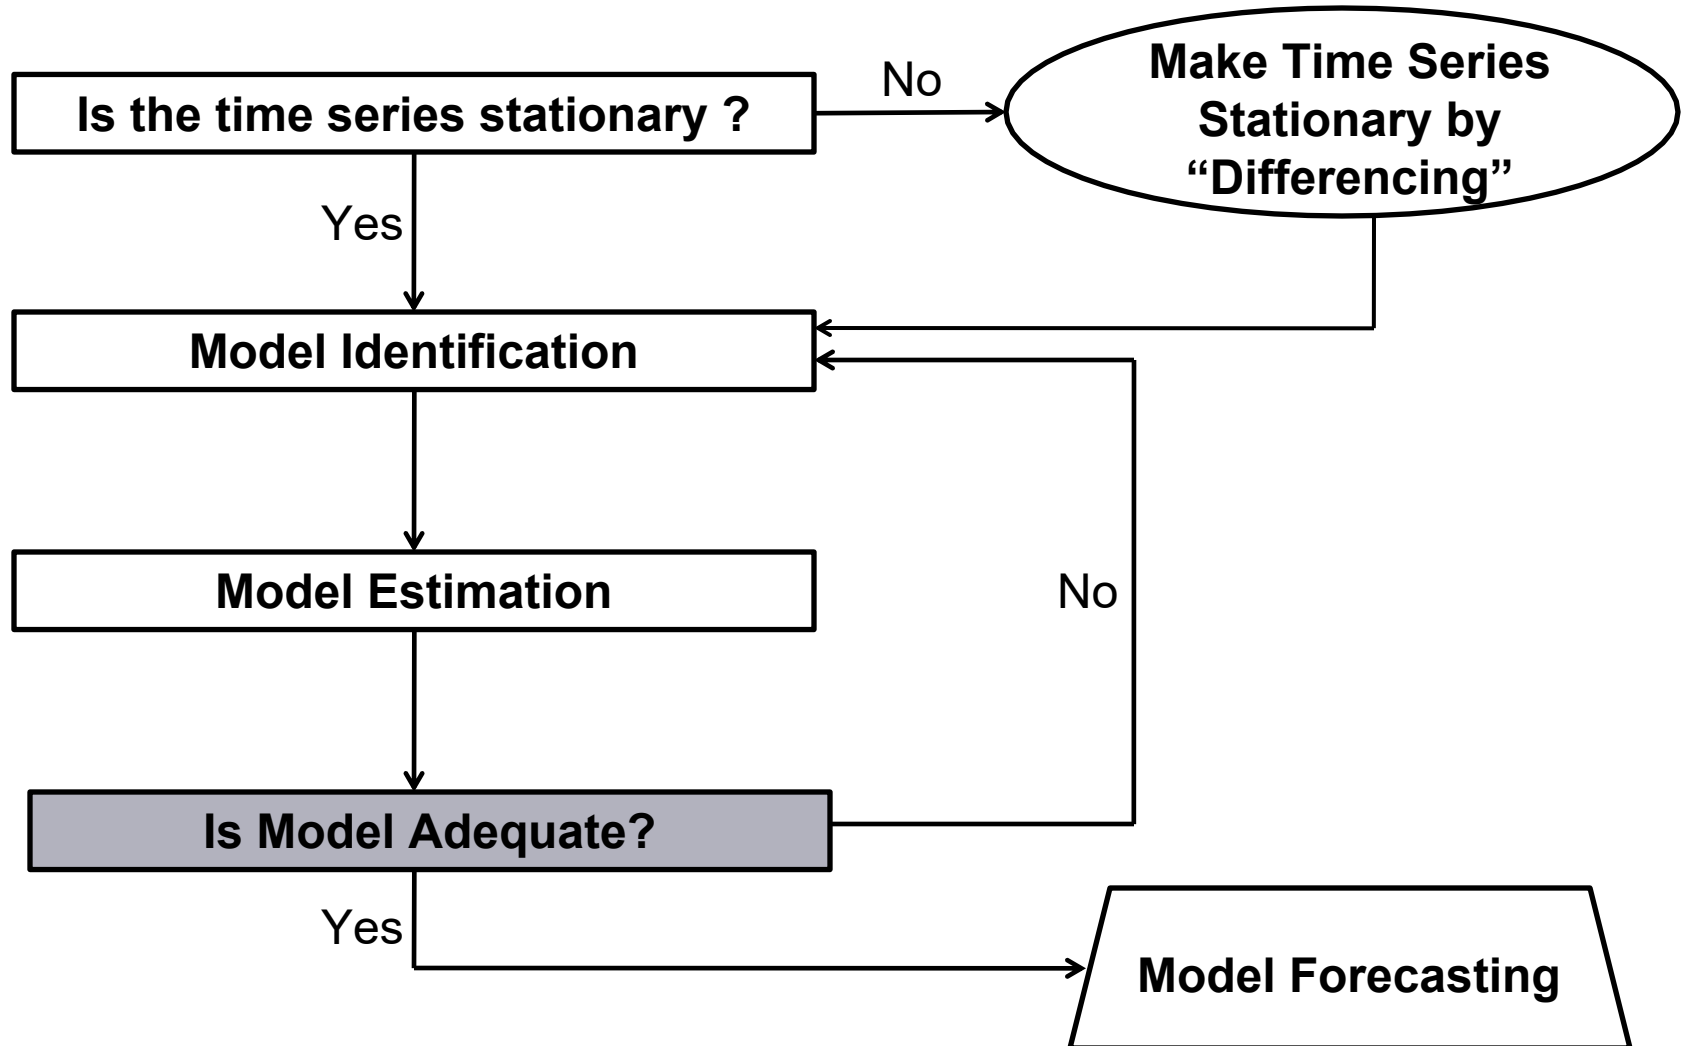 Is the time series stationary ?
No
Make Time Series
Stationary by
“Differencing”
Yes
Model Identification
Model Estimation
No
Is Model Adequate?
Yes
Model Forecasting